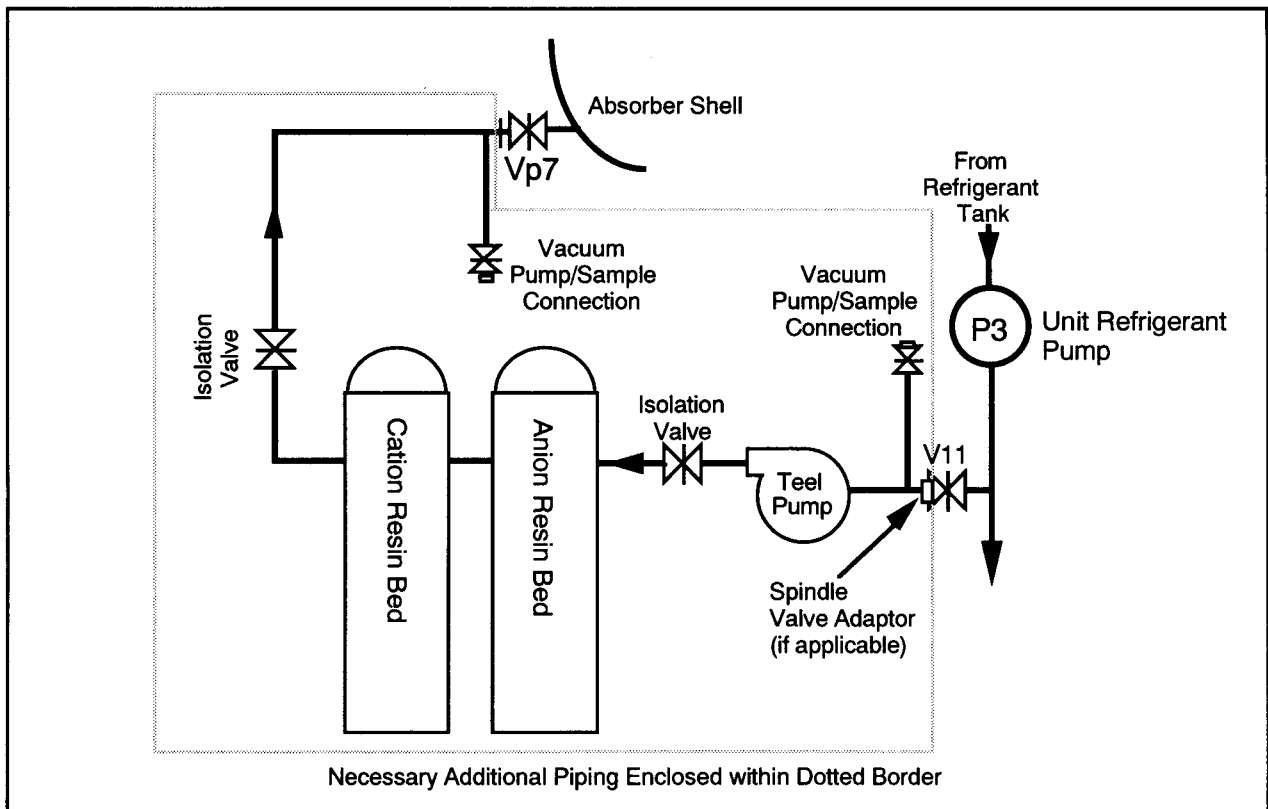 Absorber Shell
Vp7
From
Refrigerant
Tank
Vacuum
Pump/Sample
Connection
Vacuum
Pump/Sample
Connection
P3
Unit Refrigerant
Pump
Isolation
Valve
Cation Resin Bed
Anion Resin Bed
Isolation
Valve
Teel
Pump
V11
Spindle
Valve Adaptor
(if applicable)
Necessary Additional Piping Enclosed within Dotted Border